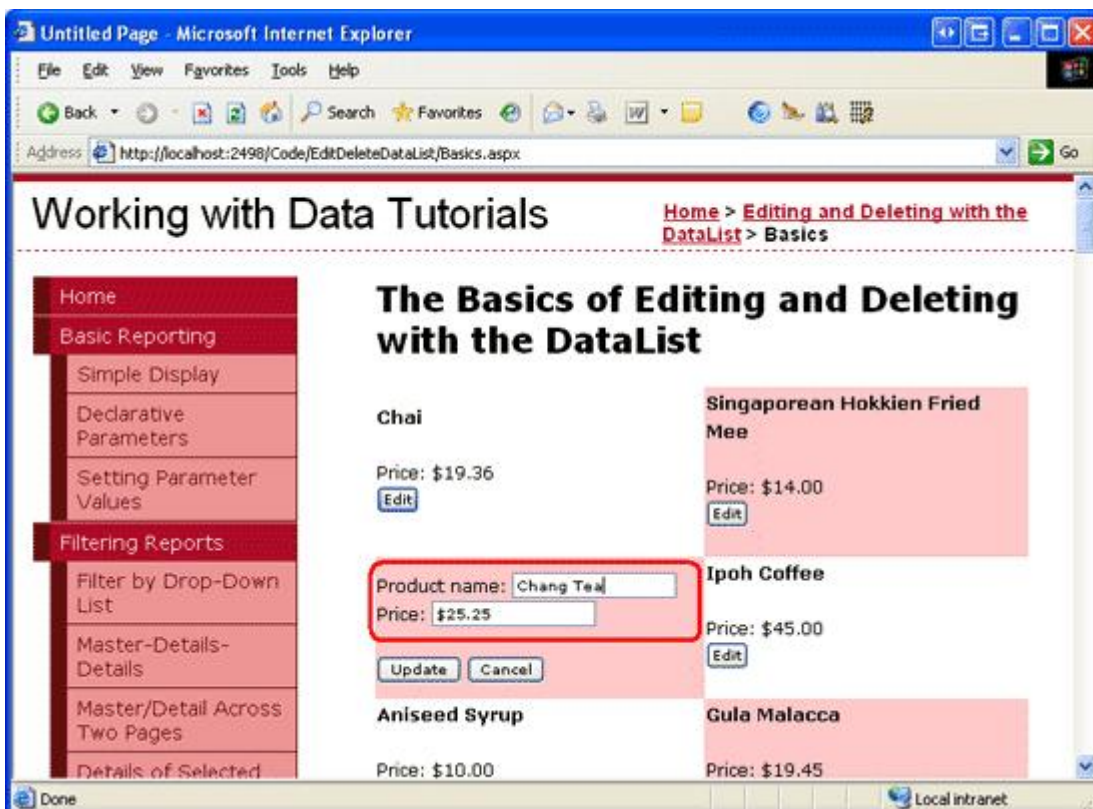 Untitled Page - Microsoft Internet Explorer
File Edit View Favorites Tools Help
Back Search Favorites
Address http://localhost:2498/Code/EditDeleteDataList/Basics.aspx Go
Working with Data Tutorials
Home > Editing and Deleting with the
DataList > Basics
Home
Basic Reporting
Simple Display
Declarative
Parameters
Setting Parameter
Values
Filtering Reports
Filter by Drop-Down
List
Master-Details-
Details
Master/Detail Across
Two Pages
Details of Selected
The Basics of Editing and Deleting
with the DataList
Chai
Price: $19.36
Edit
Singaporean Hokkien Fried
Mee
Price: $14.00
Edit
Product name: Chang Tea
Price: $25.25
Update Cancel
Ipoh Coffee
Price: $45.00
Edit
Aniseed Syrup
Price: $10.00
Gula Malacca
Price: $19.45
Done
Local intranet